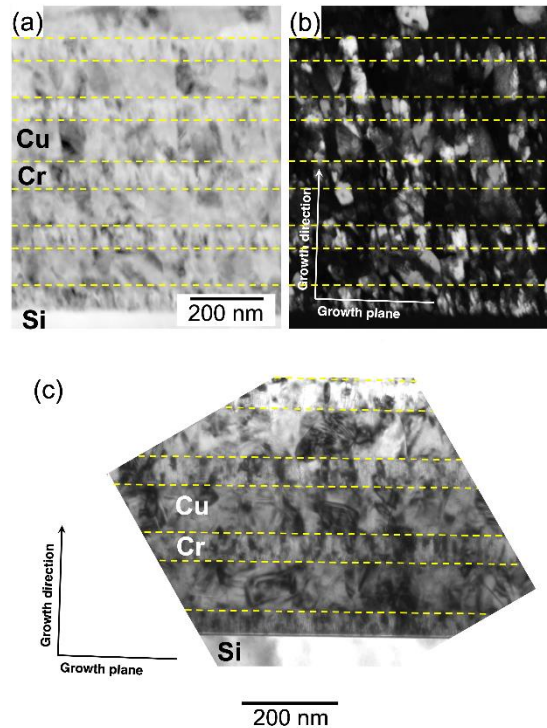 (a)
(b)
Cu
Cr
Growth direction
200 nm
Si
Growth plane
(c)
Cu
Cr
Growth direction
Si
Growth plane
200 nm